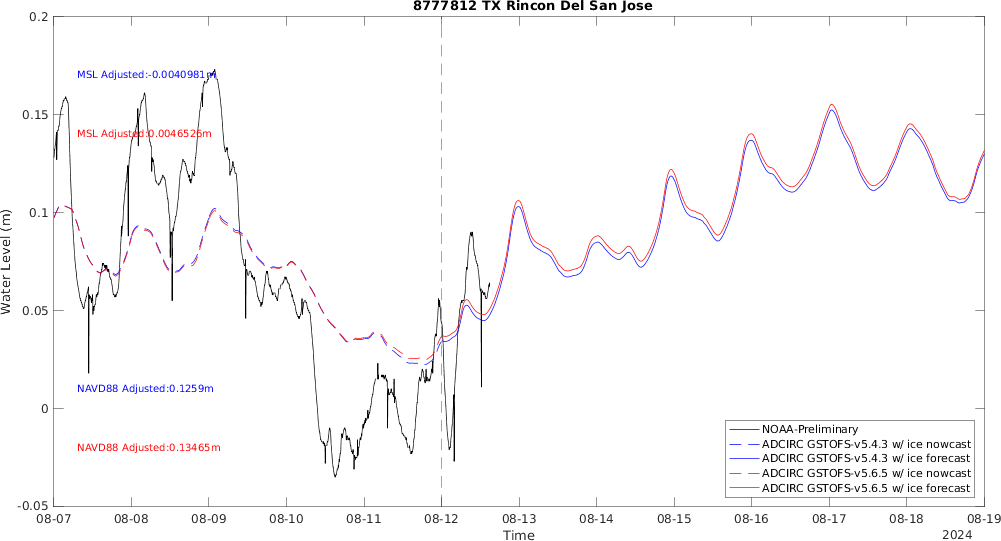 8777812 TX Rincon Del San Jose
Water Level (m)
0.2
0.15
0.1
0.05
0
-0.05
MSL Adjusted:-0.0040981m
MSL Adjusted:0.0046526m
NAVD88 Adjusted:0.1259m
NAVD88 Adjusted:0.13465m
NOAA-Preliminary
ADCIRC GSTOFS-v5.4.3 w/ ice nowcast
ADCIRC GSTOFS-v5.4.3 w/ ice forecast
ADCIRC GSTOFS-v5.6.5 w/ ice nowcast
ADCIRC GSTOFS-v5.6.5 w/ ice forecast
08-07 08-08 08-09 08-10 08-11 08-12 08-13 08-14 08-15 08-16 08-17 08-18 08-19
Time
2024